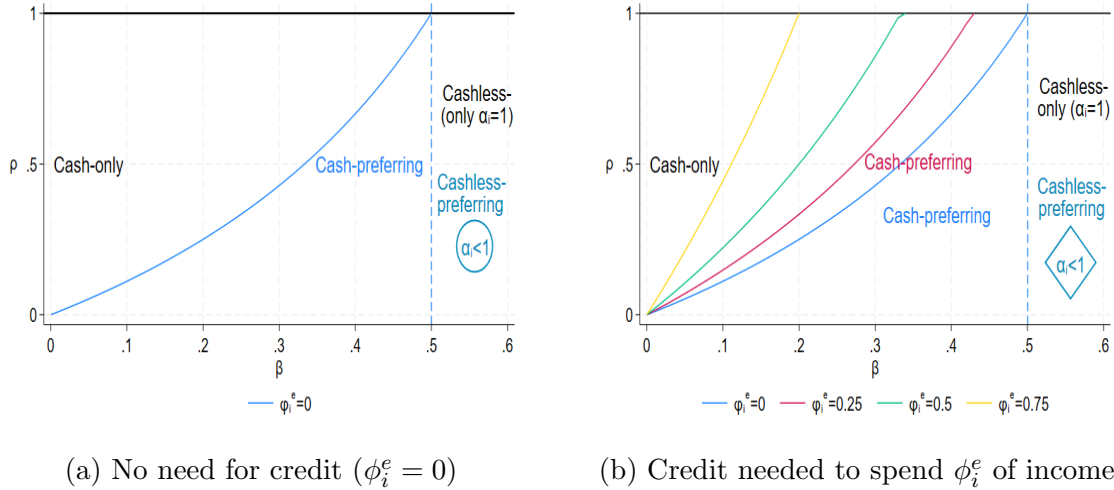 1
Cashless-
(only αᵢ=1)
ρ .5
Cash-only
Cash-preferring
Cashless-
preferring
αᵢ<1
0
0 .1 .2 .3 .4 .5 .6
β
φᵢᵉ=0
(a) No need for credit (ϕᵢᵉ = 0)
1
Cashless-
only (αᵢ=1)
ρ .5
Cash-only
Cash-preferring
Cashless-
preferring
Cash-preferring
αᵢ<1
0
0 .1 .2 .3 .4 .5 .6
β
φᵢᵉ=0 φᵢᵉ=0.25 φᵢᵉ=0.5 φᵢᵉ=0.75
(b) Credit needed to spend ϕᵢᵉ of income